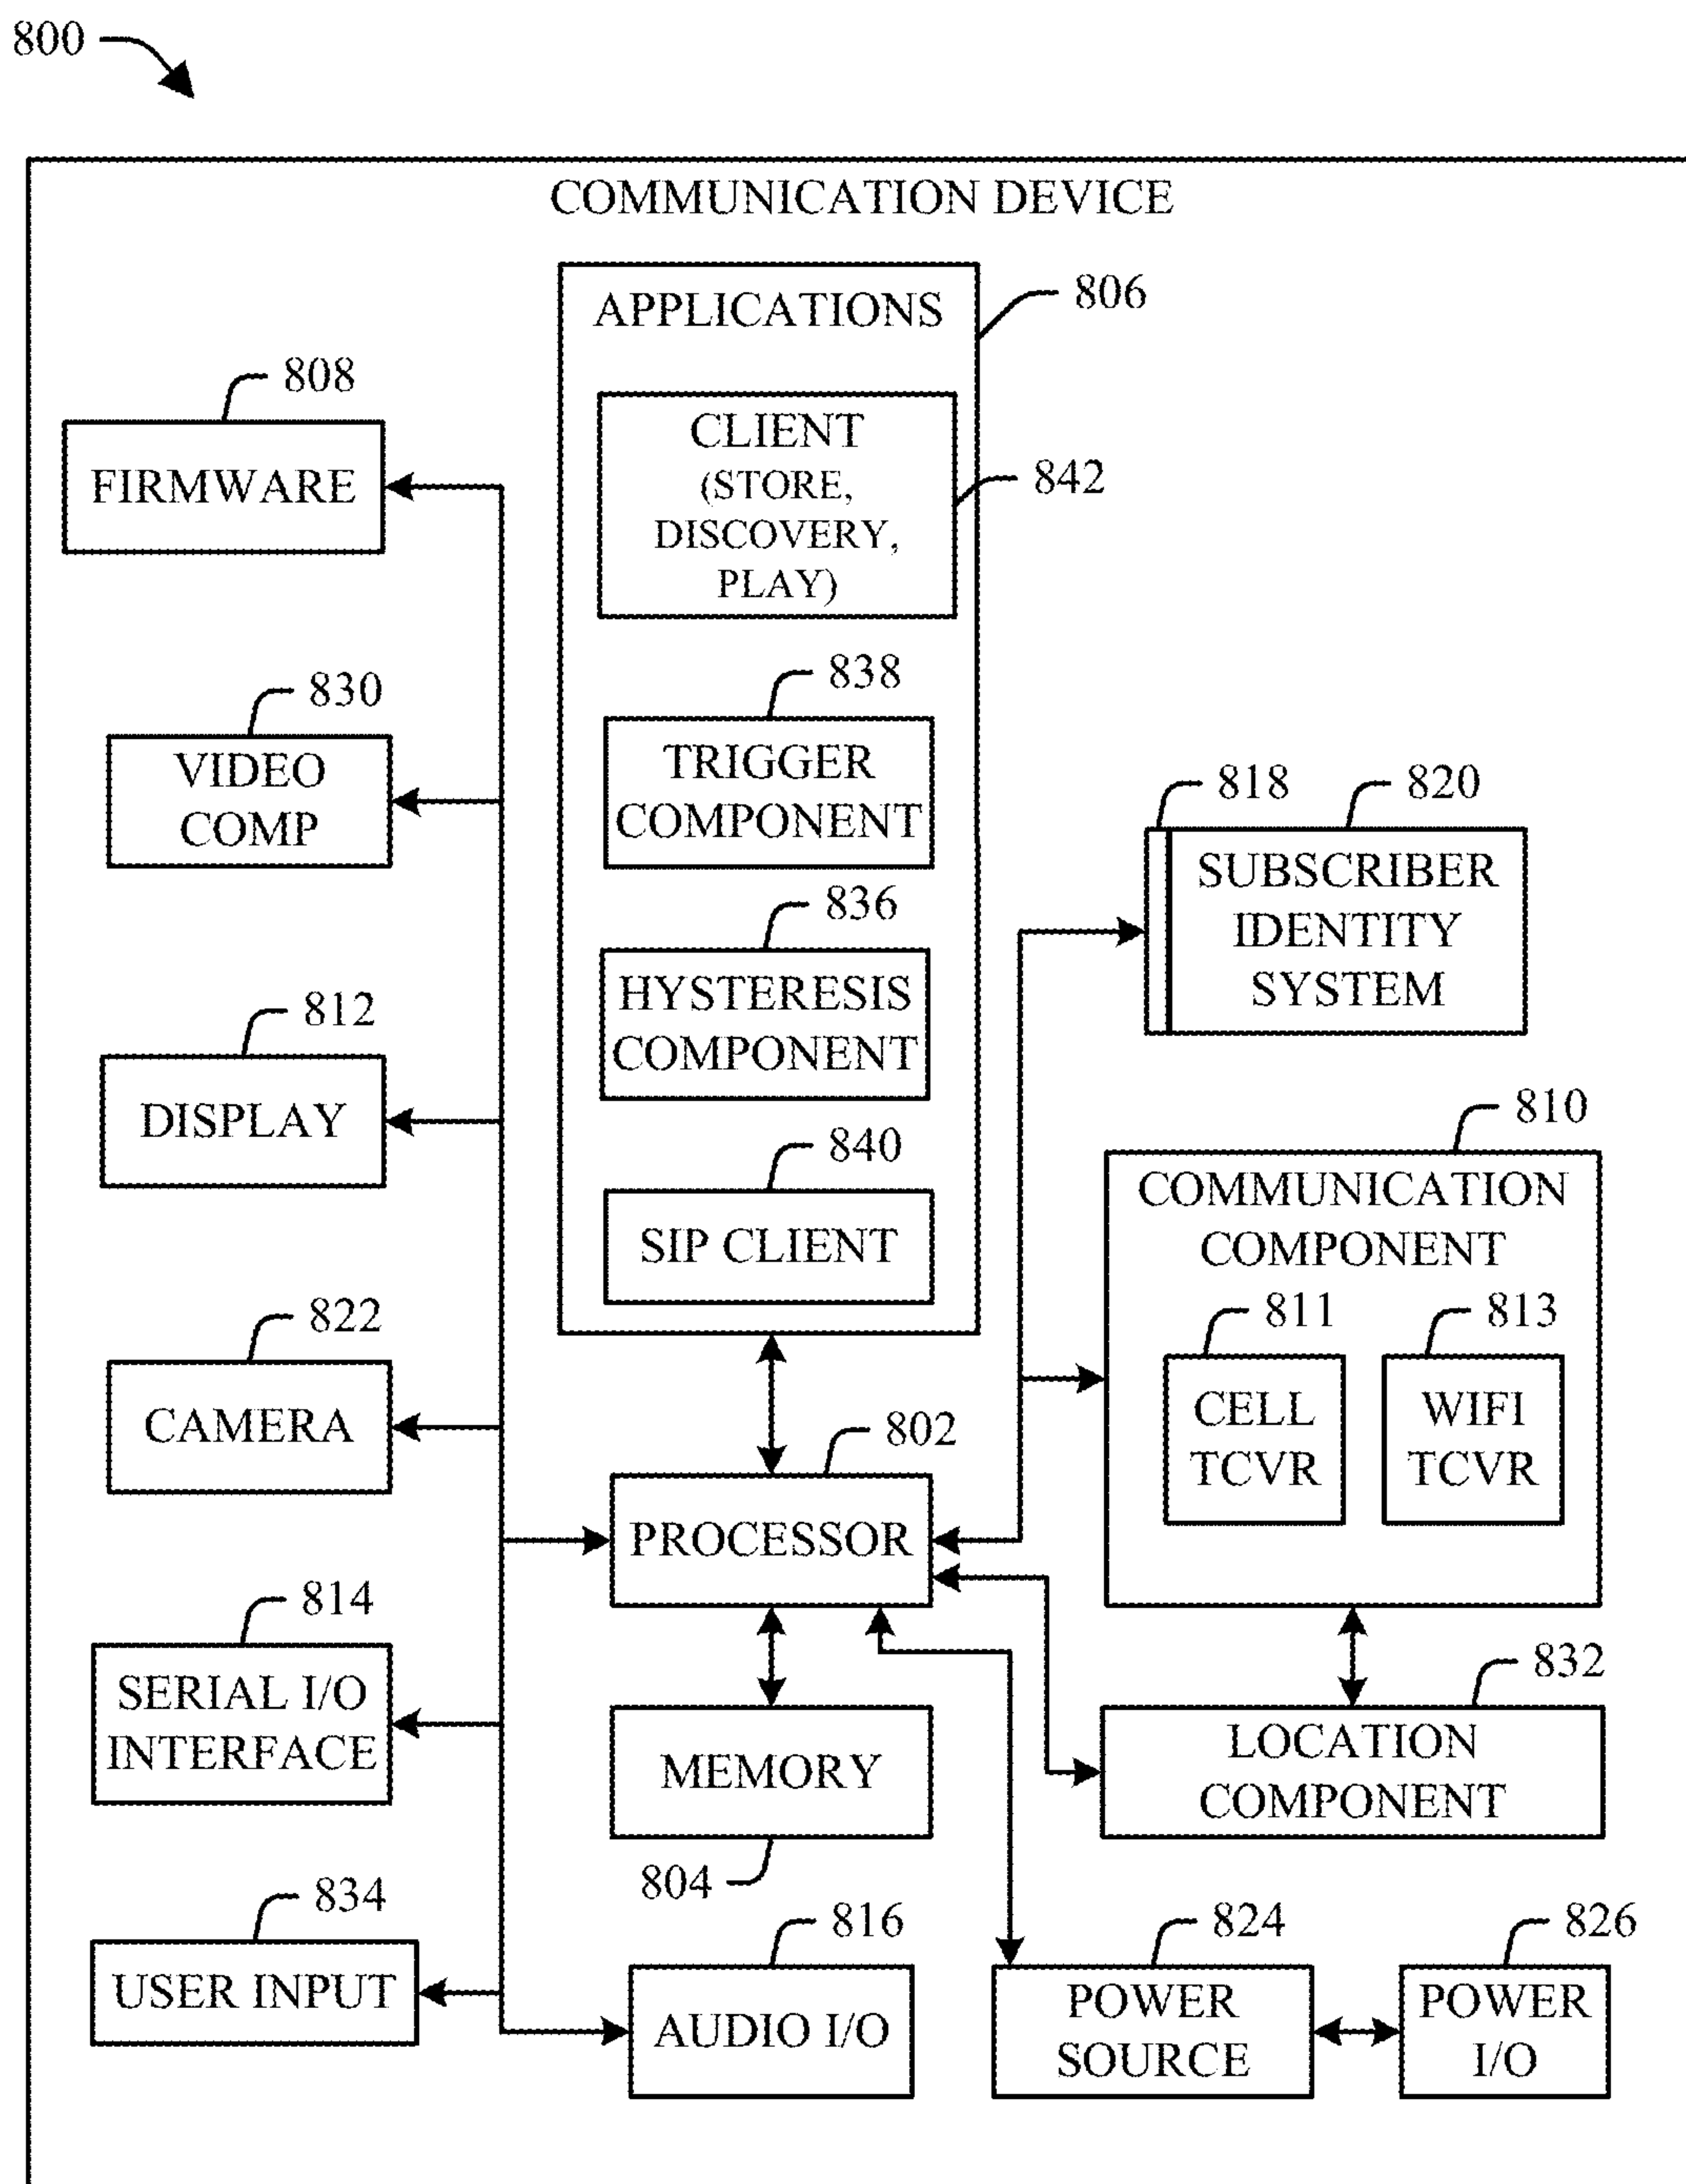 800
COMMUNICATION DEVICE
806
APPLICATIONS
808
FIRMWARE
CLIENT
(STORE,
DISCOVERY,
PLAY)
842
830
VIDEO
COMP
838
TRIGGER
COMPONENT
818
820
SUBSCRIBER
IDENTITY
SYSTEM
836
HYSTERESIS
COMPONENT
812
DISPLAY
840
SIP CLIENT
810
COMMUNICATION
COMPONENT
811
CELL
TCVR
813
WIFI
TCVR
822
CAMERA
802
PROCESSOR
814
SERIAL I/O
INTERFACE
MEMORY
804
832
LOCATION
COMPONENT
834
USER INPUT
816
AUDIO I/O
824
POWER
SOURCE
826
POWER
I/O